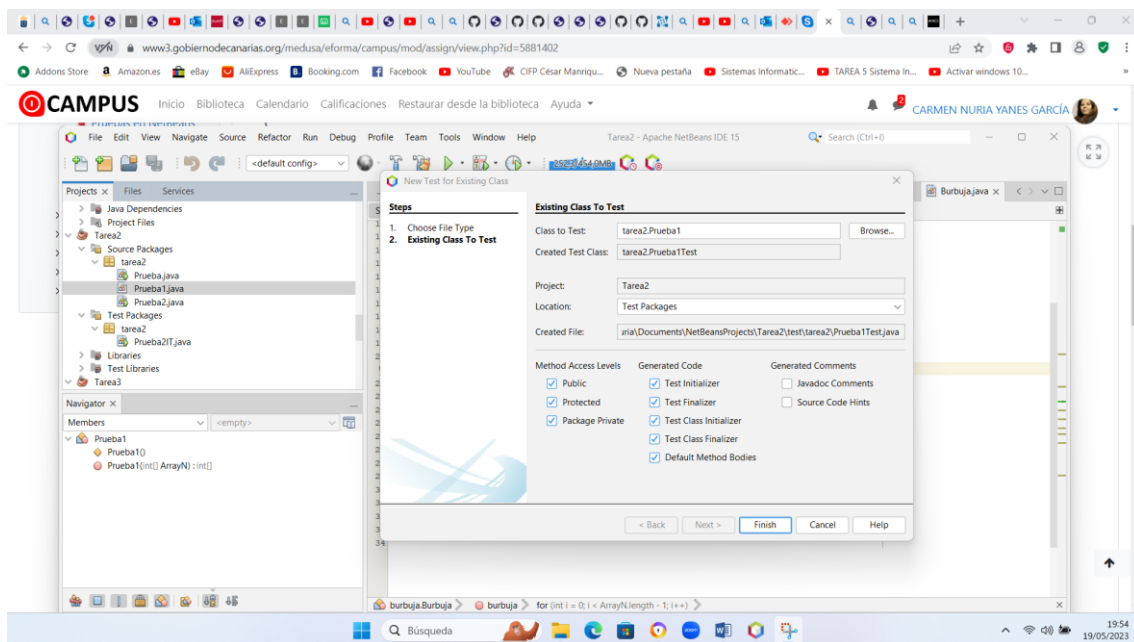 www3.gobiernodecanarias.org/medusa/eforma/campus/mod/assign/view.php?id=5881402
VPN
Addons Store Amazon.es eBay AliExpress Booking.com Facebook YouTube CIFP César Manriqu... Nueva pestaña Sistemas Informatic... TAREA 5 Sistema In... Activar windows 10... »
CAMPUS Inicio Biblioteca Calendario Calificaciones Restaurar desde la biblioteca Ayuda 2 CARMEN NURIA YANES GARCÍA
Pruebas en NetBeans
File Edit View Navigate Source Refactor Run Debug Profile Team Tools Window Help Tarea2 - Apache NetBeans IDE 15 Search (Ctrl+I)
<default config>
Projects Files Services
Burbuja.java
Java Dependencies
Project Files
Tarea2
Source Packages
tarea2
Prueba.java
Prueba1.java
Prueba2.java
Test Packages
tarea2
Prueba2IT.java
Libraries
Test Libraries
Tarea3
Navigator
Members <empty>
Prueba1
Prueba1()
Prueba1(int[] ArrayN) : int[]
New Test for Existing Class
Steps
1. Choose File Type
2. Existing Class To Test
Existing Class To Test
Class to Test: tarea2.Prueba1 Browse...
Created Test Class: tarea2.Prueba1Test
Project: Tarea2
Location: Test Packages
Created File: ria\Documents\NetBeansProjects\Tarea2\test\tarea2\Prueba1Test.java
Method Access Levels Generated Code Generated Comments
Public Test Initializer Javadoc Comments
Protected Test Finalizer Source Code Hints
Package Private Test Class Initializer
Test Class Finalizer
Default Method Bodies
< Back Next > Finish Cancel Help
34
burbuja.Burbuja burbuja for (int i = 0; i < ArrayN.length - 1; i++)
Búsqueda
19:54
19/05/2023